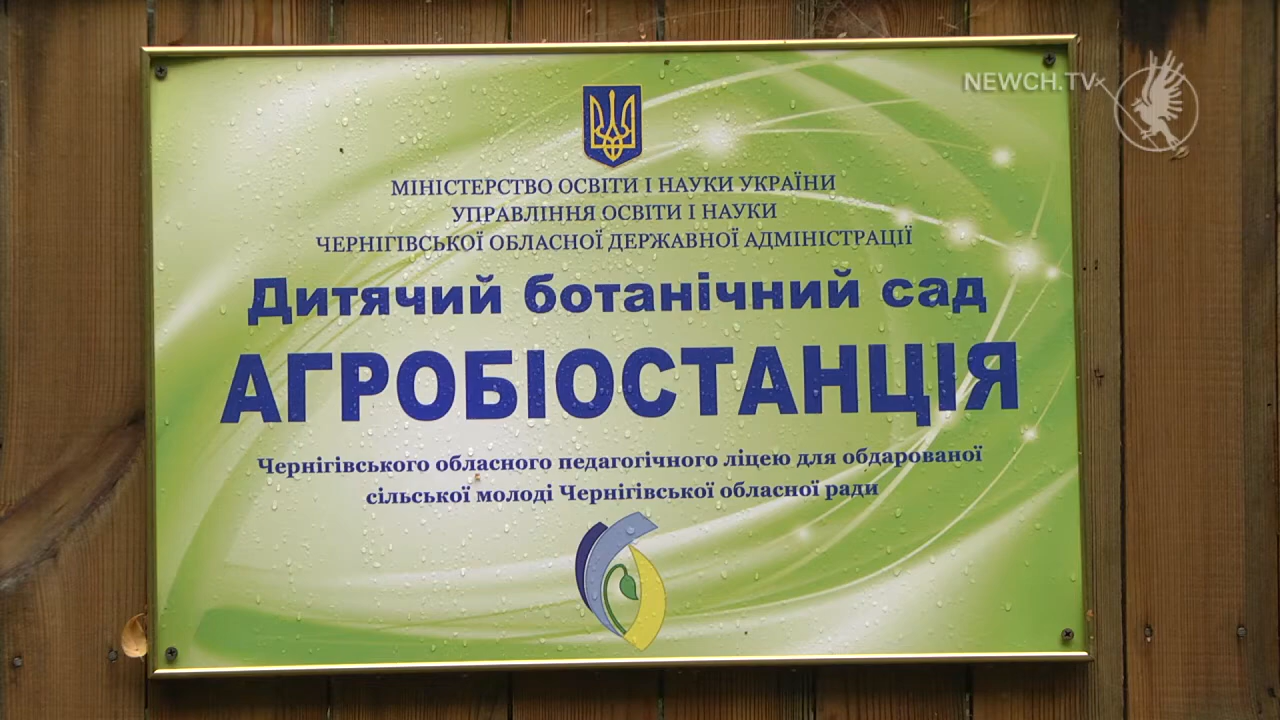 NEWCH.TV
МІНІСТЕРСТВО ОСВІТИ І НАУКИ УКРАЇНИ
УПРАВЛІННЯ ОСВІТИ І НАУКИ
ЧЕРНІГІВСЬКОЇ ОБЛАСНОЇ ДЕРЖАВНОЇ АДМІНІСТРАЦІЇ
Дитячий ботанічний сад
АГРОБІОСТАНЦІЯ
Чернігівського обласного педагогічного ліцею для обдарованої
сільської молоді Чернігівської обласної ради